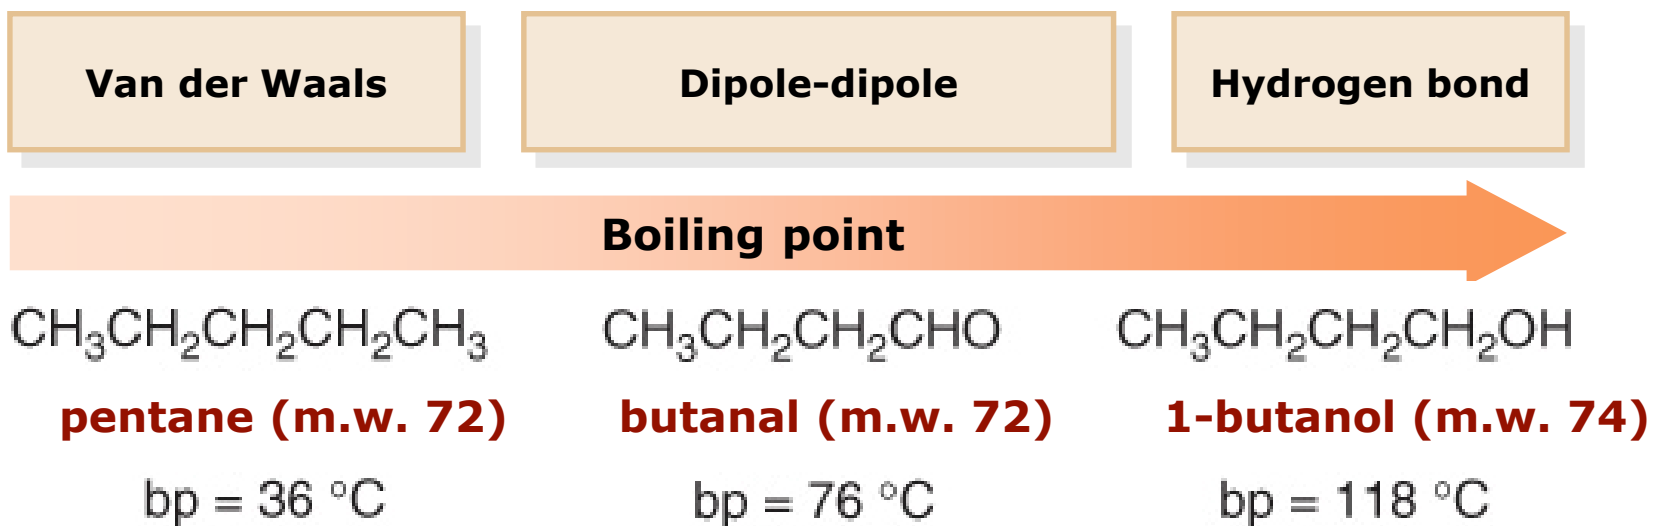 Van der Waals Dipole-dipole Hydrogen bond
Boiling point
CH₃CH₂CH₂CH₂CH₃ CH₃CH₂CH₂CHO CH₃CH₂CH₂CH₂OH
pentane (m.w. 72) butanal (m.w. 72) 1-butanol (m.w. 74)
bp = 36 °C bp = 76 °C bp = 118 °C